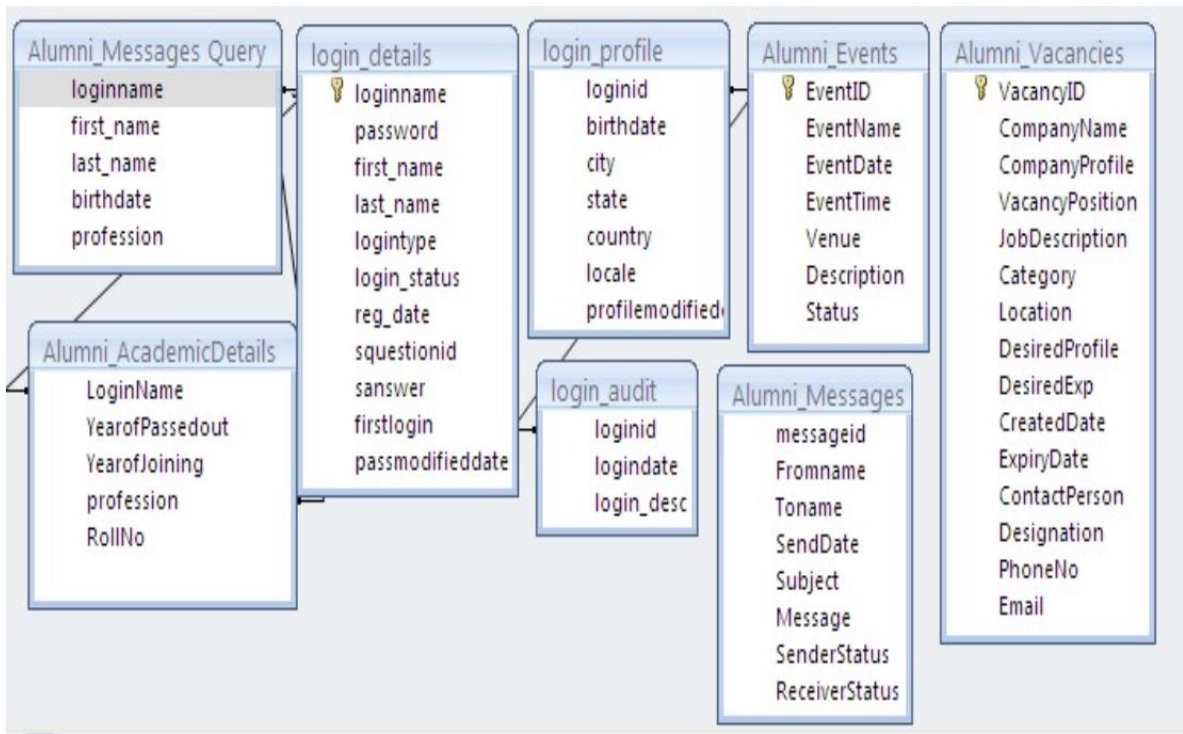 Alumni_Messages Query
loginname
first_name
last_name
birthdate
profession
login_details
loginname
password
first_name
last_name
logintype
login_status
reg_date
squestionid
sanswer
firstlogin
passmodifieddate
login_profile
loginid
birthdate
city
state
country
locale
profilemodified
Alumni_Events
EventID
EventName
EventDate
EventTime
Venue
Description
Status
Alumni_Vacancies
VacancyID
CompanyName
CompanyProfile
VacancyPosition
JobDescription
Category
Location
DesiredProfile
DesiredExp
CreatedDate
ExpiryDate
ContactPerson
Designation
PhoneNo
Email
Alumni_AcademicDetails
LoginName
YearofPassedout
YearofJoining
profession
RollNo
login_audit
loginid
logindate
login_desc
Alumni_Messages
messageid
Fromname
Toname
SendDate
Subject
Message
SenderStatus
ReceiverStatus